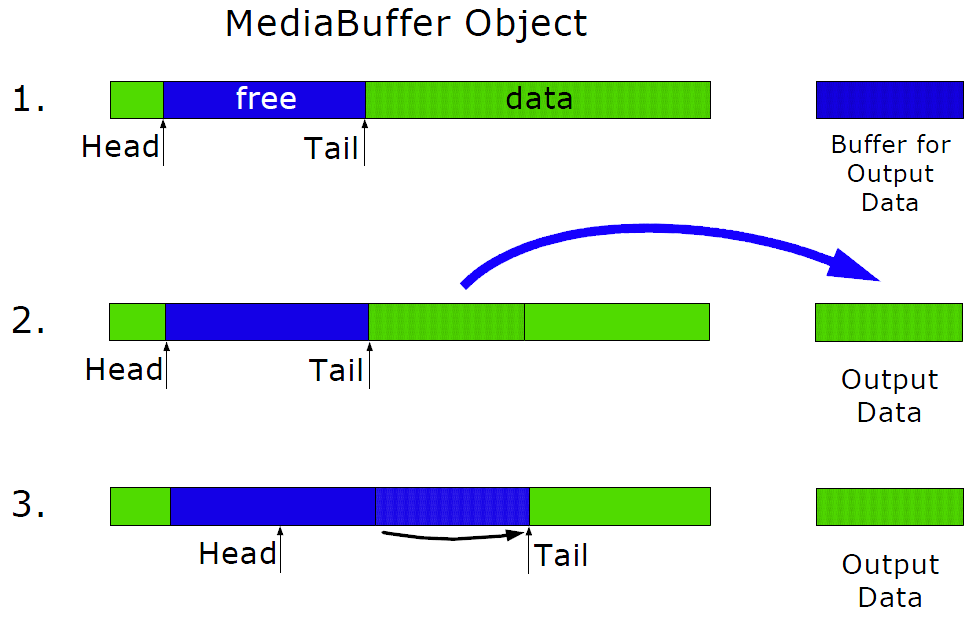 MediaBuffer Object
1.
free
data
Head
Tail
Buffer for
Output
Data
2.
Head
Tail
Output
Data
3.
Head
Tail
Output
Data